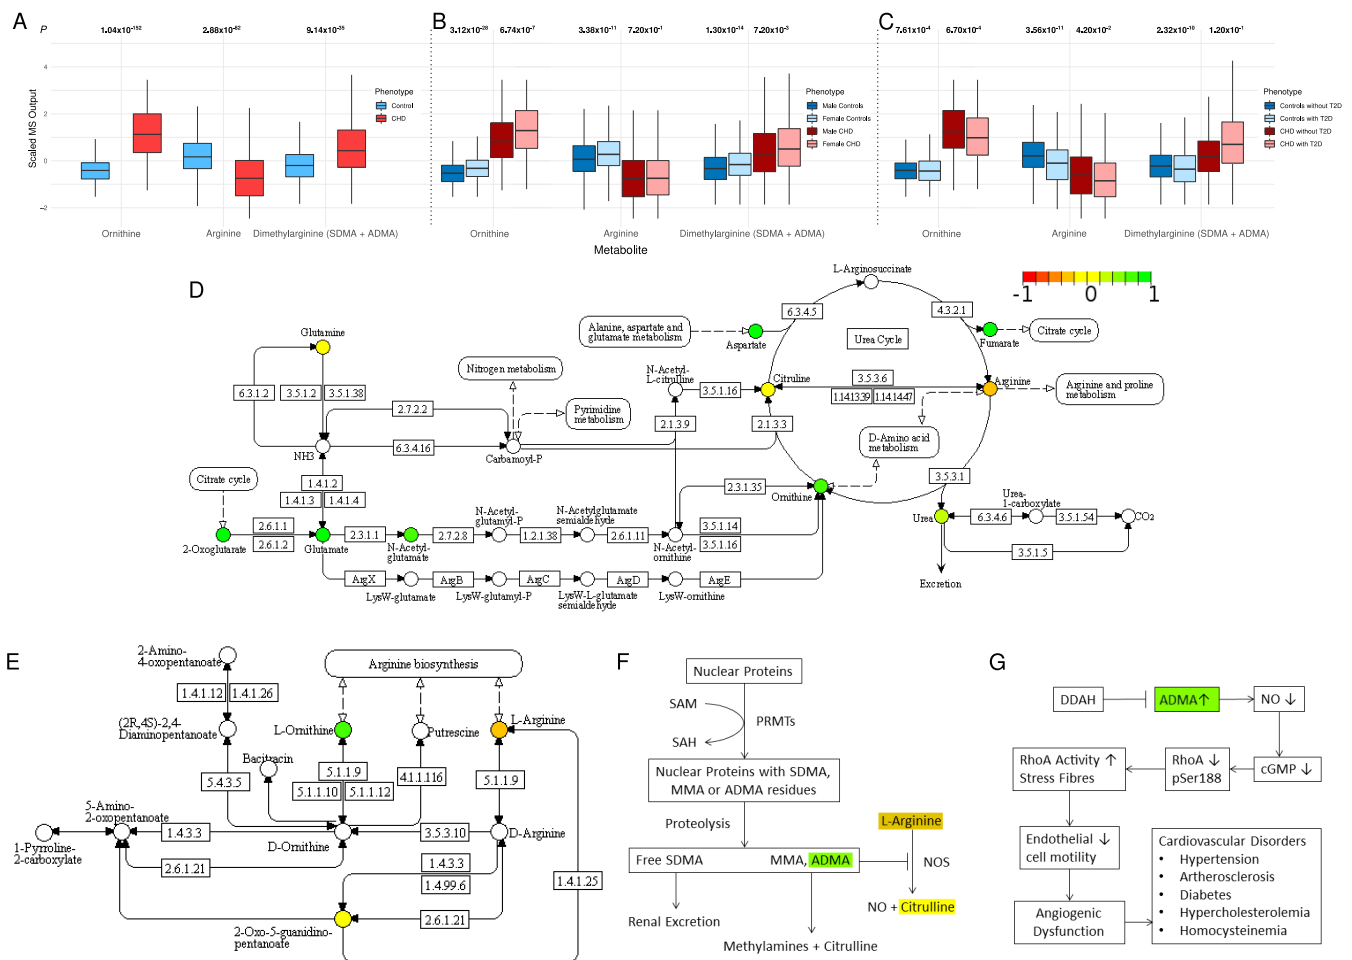 A
P
1.04x10-152
2.88x10-62
9.14x10-35
Scaled MS Output
4
2
0
−2
Phenotype
Control
CHD
Ornithine
Arginine
Dimethylarginine (SDMA + ADMA)
B
3.12x10-28
6.74x10-7
3.38x10-11
7.20x10-1
1.30x10-14
7.20x10-3
Phenotype
Male Controls
Female Controls
Male CHD
Female CHD
Ornithine
Arginine
Dimethylarginine (SDMA + ADMA)
Metabolite
C
7.61x10-4
6.70x10-4
3.56x10-11
4.20x10-2
2.32x10-10
1.20x10-1
Phenotype
Controls without T2D
Controls with T2D
CHD without T2D
CHD with T2D
Ornithine
Arginine
Dimethylarginine (SDMA + ADMA)
D
-1
0
1
L-Arginosuccinate
6.3.4.5
4.3.2.1
Alanine, aspartate and
glutamate metabolism
Aspartate
Urea Cycle
Fumarate
Citrate cycle
Glutamine
Nitrogen metabolism
N-Acetyl-
L-citrulline
3.5.1.16
Citruline
3.5.3.6
1.14.13.39
1.14.14.47
Arginine
Arginine and proline
metabolism
6.3.1.2
3.5.1.2
3.5.1.38
2.7.2.2
Pyrimidine
metabolism
2.1.3.9
2.1.3.3
D-Amino acid
metabolism
NH3
6.3.4.16
Carbamoyl-P
Citrate cycle
1.4.1.2
1.4.1.3
1.4.1.4
2.3.1.35
Ornithine
3.5.3.1
Urea-
1-carboxylate
2-Oxoglutarate
2.6.1.1
2.6.1.2
Glutamate
2.3.1.1
N-Acetyl-
glutamate
2.7.2.8
N-Acetyl-
glutamyl-P
1.2.1.38
N-Acetylglutamate
semialdehyde
2.6.1.11
N-Acetyl-
ornithine
3.5.1.14
3.5.1.16
Urea
6.3.4.6
3.5.1.54
CO2
3.5.1.5
Excretion
ArgX
LysW-glutamate
ArgB
LysW-glutamyl-P
ArgC
LysW-L-glutamate
semialdehyde
ArgD
LysW-ornithine
ArgE
E
2-Amino-
4-oxopentanoate
Arginine biosynthesis
1.4.1.12
1.4.1.26
(2R,4S)-2,4-
Diaminopentanoate
L-Ornithine
Putrescine
L-Arginine
Bacitracin
5.4.3.5
5.1.1.9
5.1.1.10
5.1.1.12
4.1.1.116
5.1.1.9
5-Amino-
2-oxopentanoate
1-Pyrroline-
2-carboxylate
1.4.3.3
D-Ornithine
3.5.3.10
D-Arginine
2.6.1.21
1.4.3.3
1.4.99.6
1.4.1.25
2.6.1.21
2-Oxo-5-guanidino-
pentanoate
F
Nuclear Proteins
SAM
PRMTs
SAH
Nuclear Proteins with SDMA,
MMA or ADMA residues
Proteolysis
L-Arginine
Free SDMA
MMA, ADMA
NOS
NO + Citrulline
Renal Excretion
Methylamines + Citrulline
G
DDAH
ADMA ↑
NO ↓
RhoA Activity ↑
Stress Fibres
RhoA ↓
pSer188
cGMP ↓
Endothelial ↓
cell motility
Angiogenic
Dysfunction
Cardiovascular Disorders
• Hypertension
• Artherosclerosis
• Diabetes
• Hypercholesterolemia
• Homocysteinemia